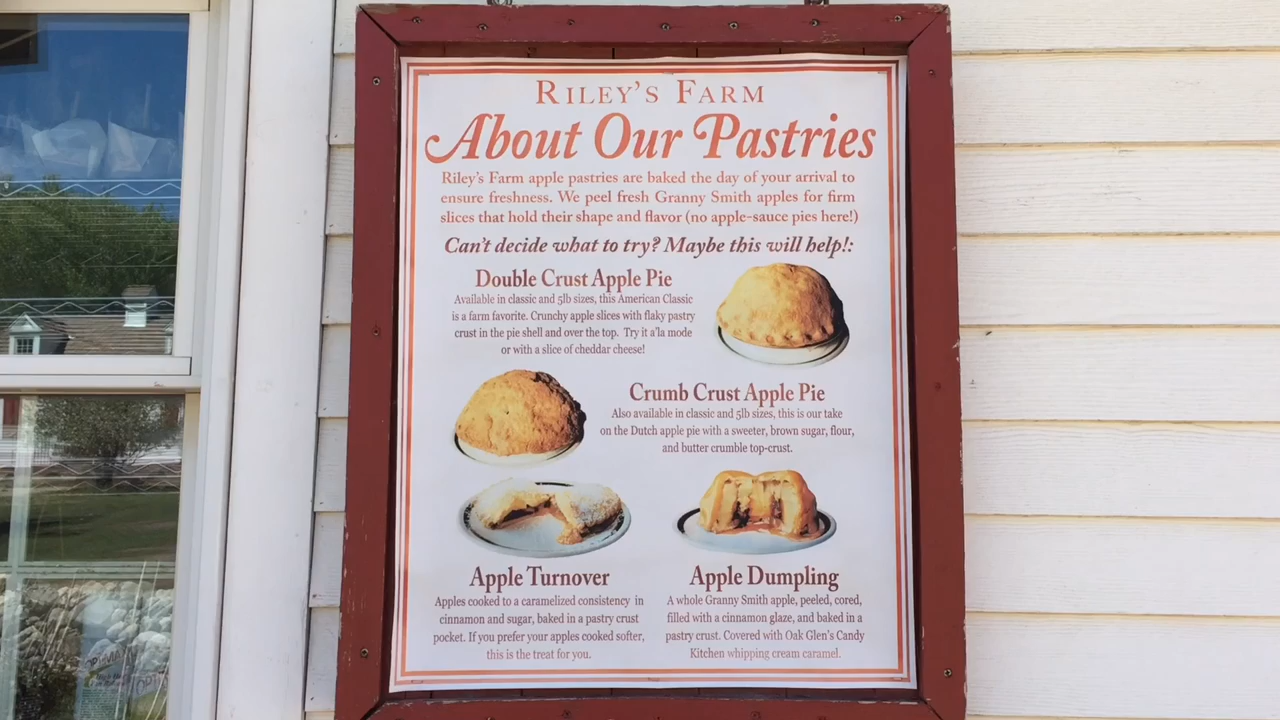 RILEY'S FARM
About Our Pastries
Riley's Farm apple pastries are baked the day of your arrival to
ensure freshness. We peel fresh Granny Smith apples for firm
slices that hold their shape and flavor (no apple-sauce pies here!)
Can't decide what to try? Maybe this will help!:
Double Crust Apple Pie
Available in classic and 5lb sizes, this American Classic
is a farm favorite. Crunchy apple slices with flaky pastry
crust in the pie shell and over the top. Try it a'la mode
or with a slice of cheddar cheese!
Crumb Crust Apple Pie
Also available in classic and 5lb sizes, this is our take
on the Dutch apple pie with a sweeter, brown sugar, flour,
and butter crumble top-crust.
Apple Turnover
Apples cooked to a caramelized consistency in
cinnamon and sugar, baked in a pastry crust
pocket. If you prefer your apples cooked softer,
this is the treat for you.
Apple Dumpling
A whole Granny Smith apple, peeled, cored,
filled with a cinnamon glaze, and baked in a
pastry crust. Covered with Oak Glen's Candy
Kitchen whipping cream caramel.